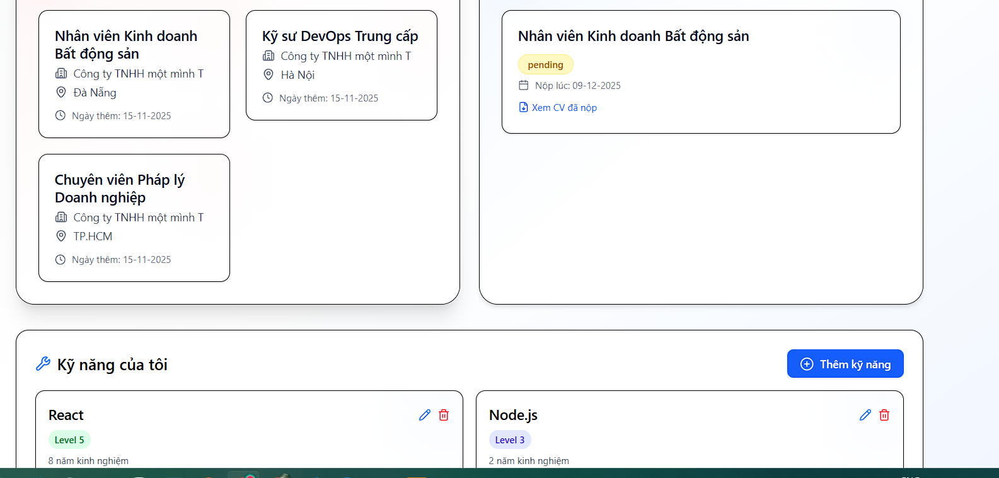 Nhân viên Kinh doanh
Bất động sản
Công ty TNHH một mình T
Đà Nẵng
Ngày thêm: 15-11-2025
Kỹ sư DevOps Trung cấp
Công ty TNHH một mình T
Hà Nội
Ngày thêm: 15-11-2025
Chuyên viên Pháp lý
Doanh nghiệp
Công ty TNHH một mình T
TP.HCM
Ngày thêm: 15-11-2025
Nhân viên Kinh doanh Bất động sản
pending
Nộp lúc: 09-12-2025
Xem CV đã nộp
Kỹ năng của tôi
Thêm kỹ năng
React
Level 5
8 năm kinh nghiệm
Node.js
Level 3
2 năm kinh nghiệm